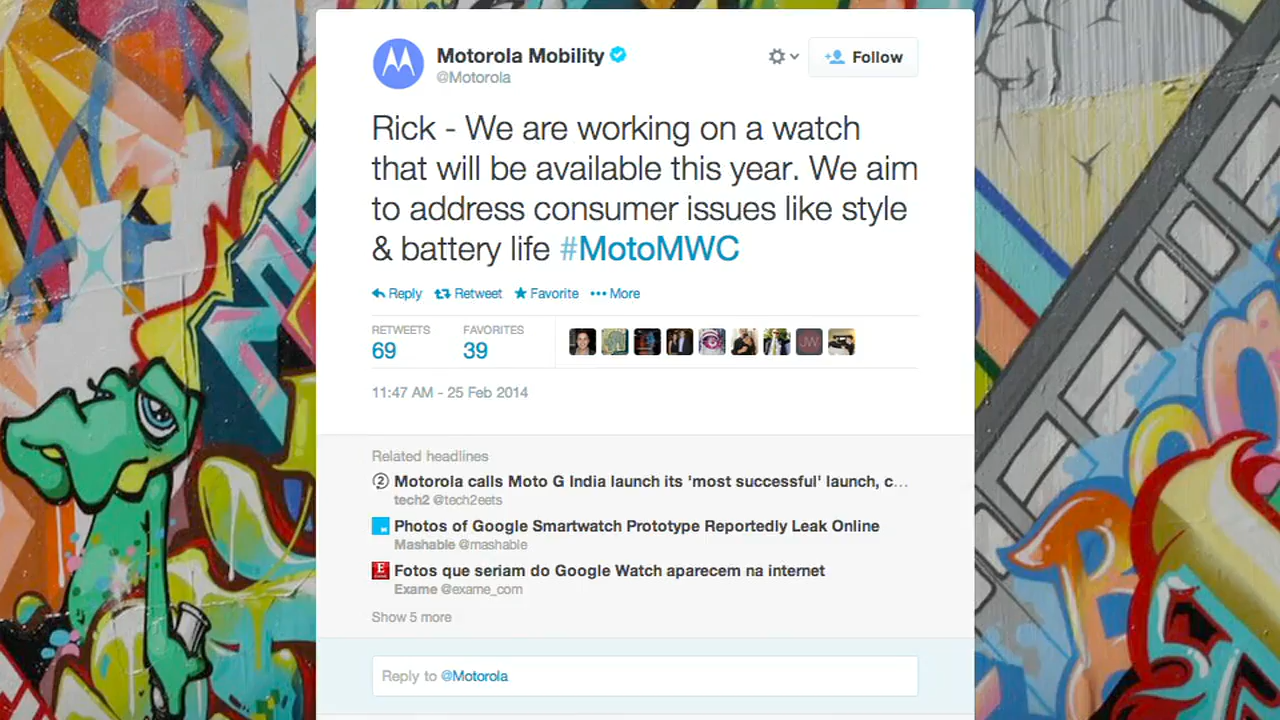 Motorola Mobility
@Motorola
Follow
Rick - We are working on a watch
that will be available this year. We aim
to address consumer issues like style
& battery life #MotoMWC
Reply Retweet Favorite More
RETWEETS FAVORITES
69 39
JW
11:47 AM - 25 Feb 2014
Related headlines
2 Motorola calls Moto G India launch its 'most successful' launch, c...
tech2 @tech2eets
Photos of Google Smartwatch Prototype Reportedly Leak Online
Mashable @mashable
E Fotos que seriam do Google Watch aparecem na internet
Exame @exame_com
Show 5 more
Reply to @Motorola